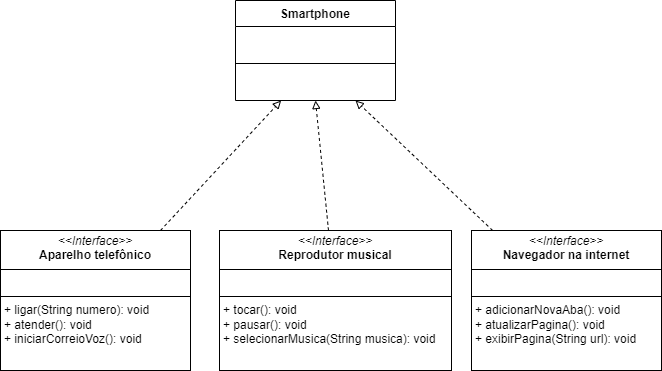 Smartphone
<<Interface>>
Aparelho telefônico
+ ligar(String numero): void
+ atender(): void
+ iniciarCorreioVoz(): void
<<Interface>>
Reprodutor musical
+ tocar(): void
+ pausar(): void
+ selecionarMusica(String musica): void
<<Interface>>
Navegador na internet
+ adicionarNovaAba(): void
+ atualizarPagina(): void
+ exibirPagina(String url): void